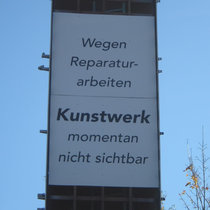 Wegen
Reparatur-
arbeiten
Kunstwerk
momentan
nicht sichtbar